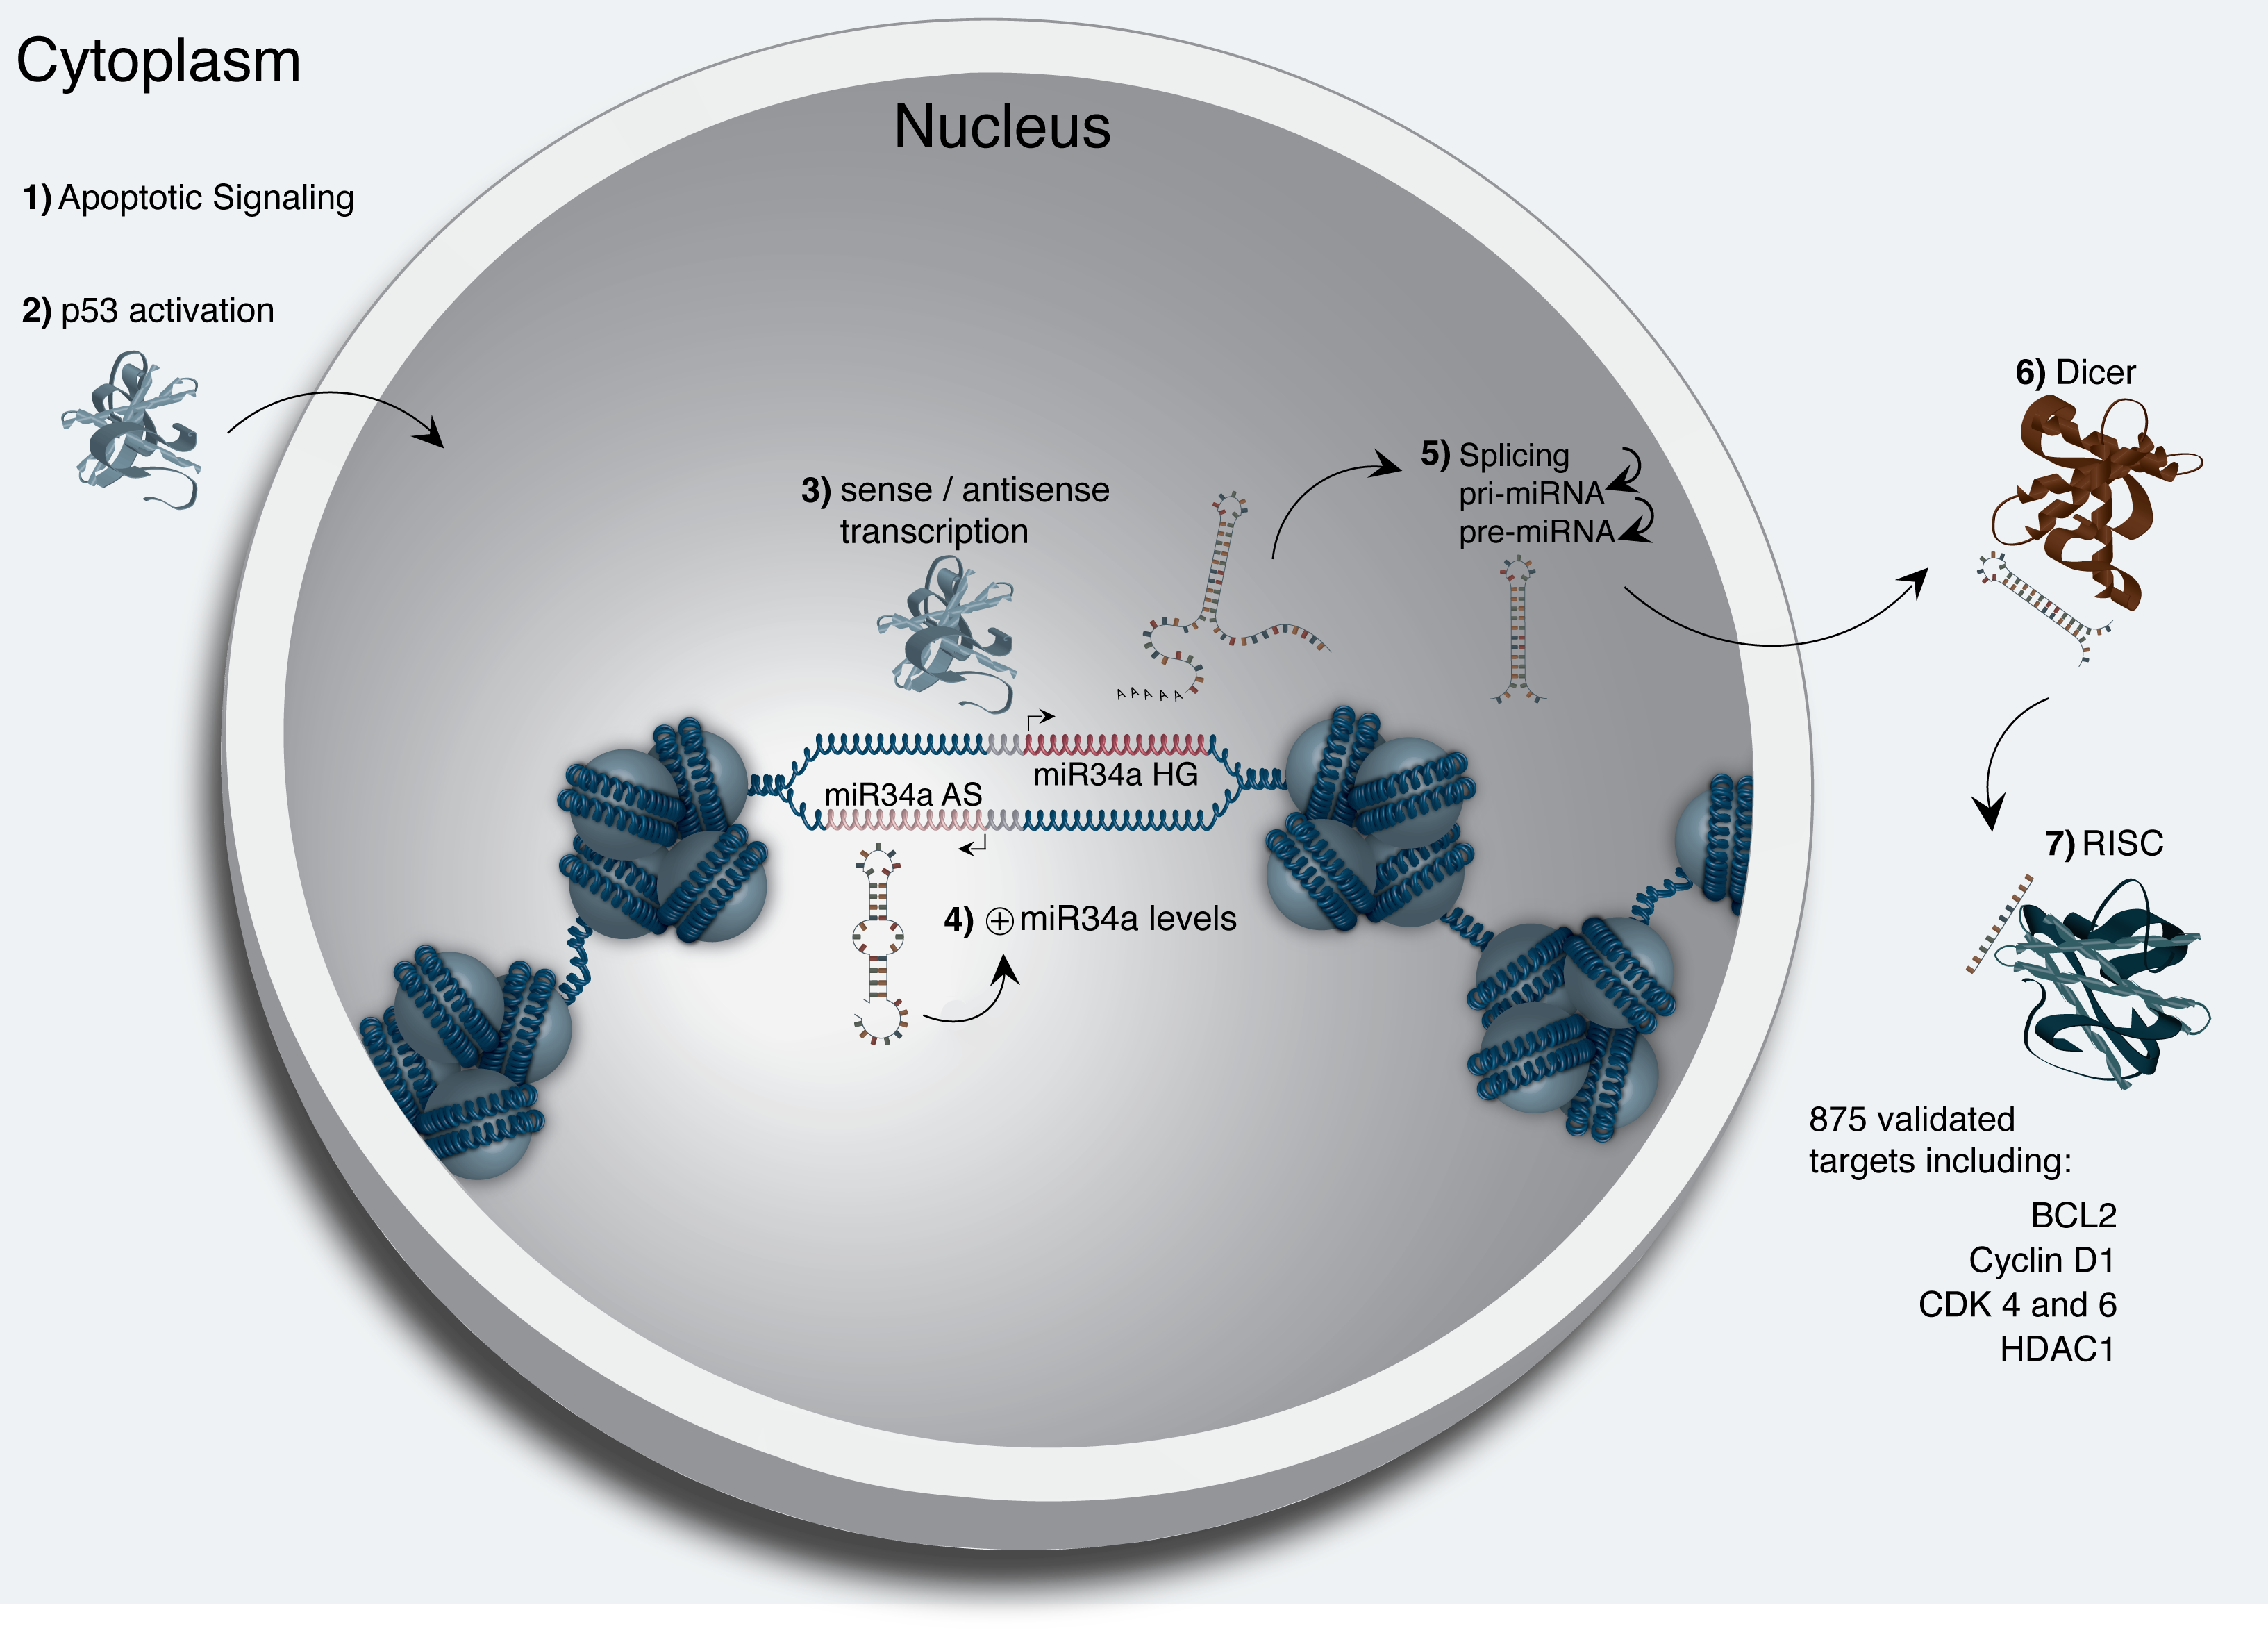 Cytoplasm
Nucleus
1) Apoptotic Signaling
2) p53 activation
3) sense / antisense
transcription
A A A A A
miR34a HG
miR34a AS
4) ⊕ miR34a levels
5) Splicing
pri-miRNA
pre-miRNA
6) Dicer
7) RISC
875 validated
targets including:
BCL2
Cyclin D1
CDK 4 and 6
HDAC1